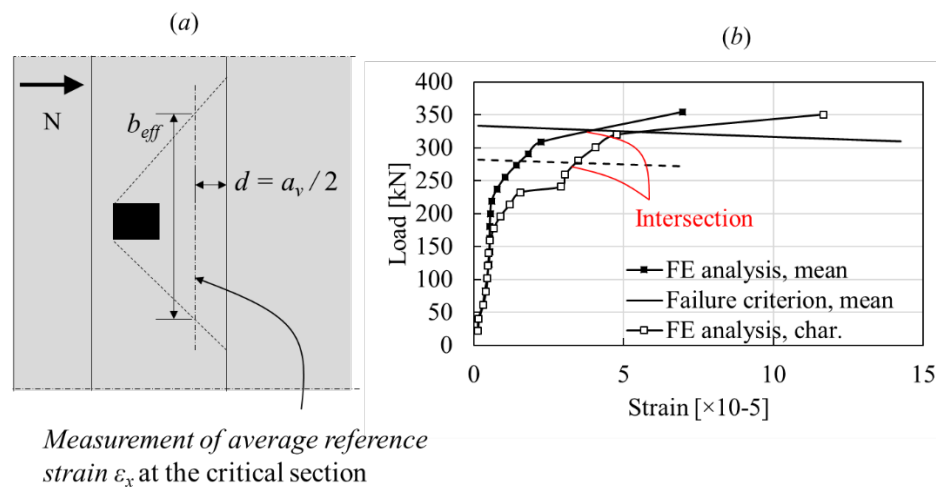 (a)
N
b_eff
d = a_v / 2
Measurement of average reference
strain ε_x at the critical section
(b)
400
350
300
250
200
150
100
50
0
Load [kN]
Intersection
FE analysis, mean
Failure criterion, mean
FE analysis, char.
0 5 10 15
Strain [×10-5]